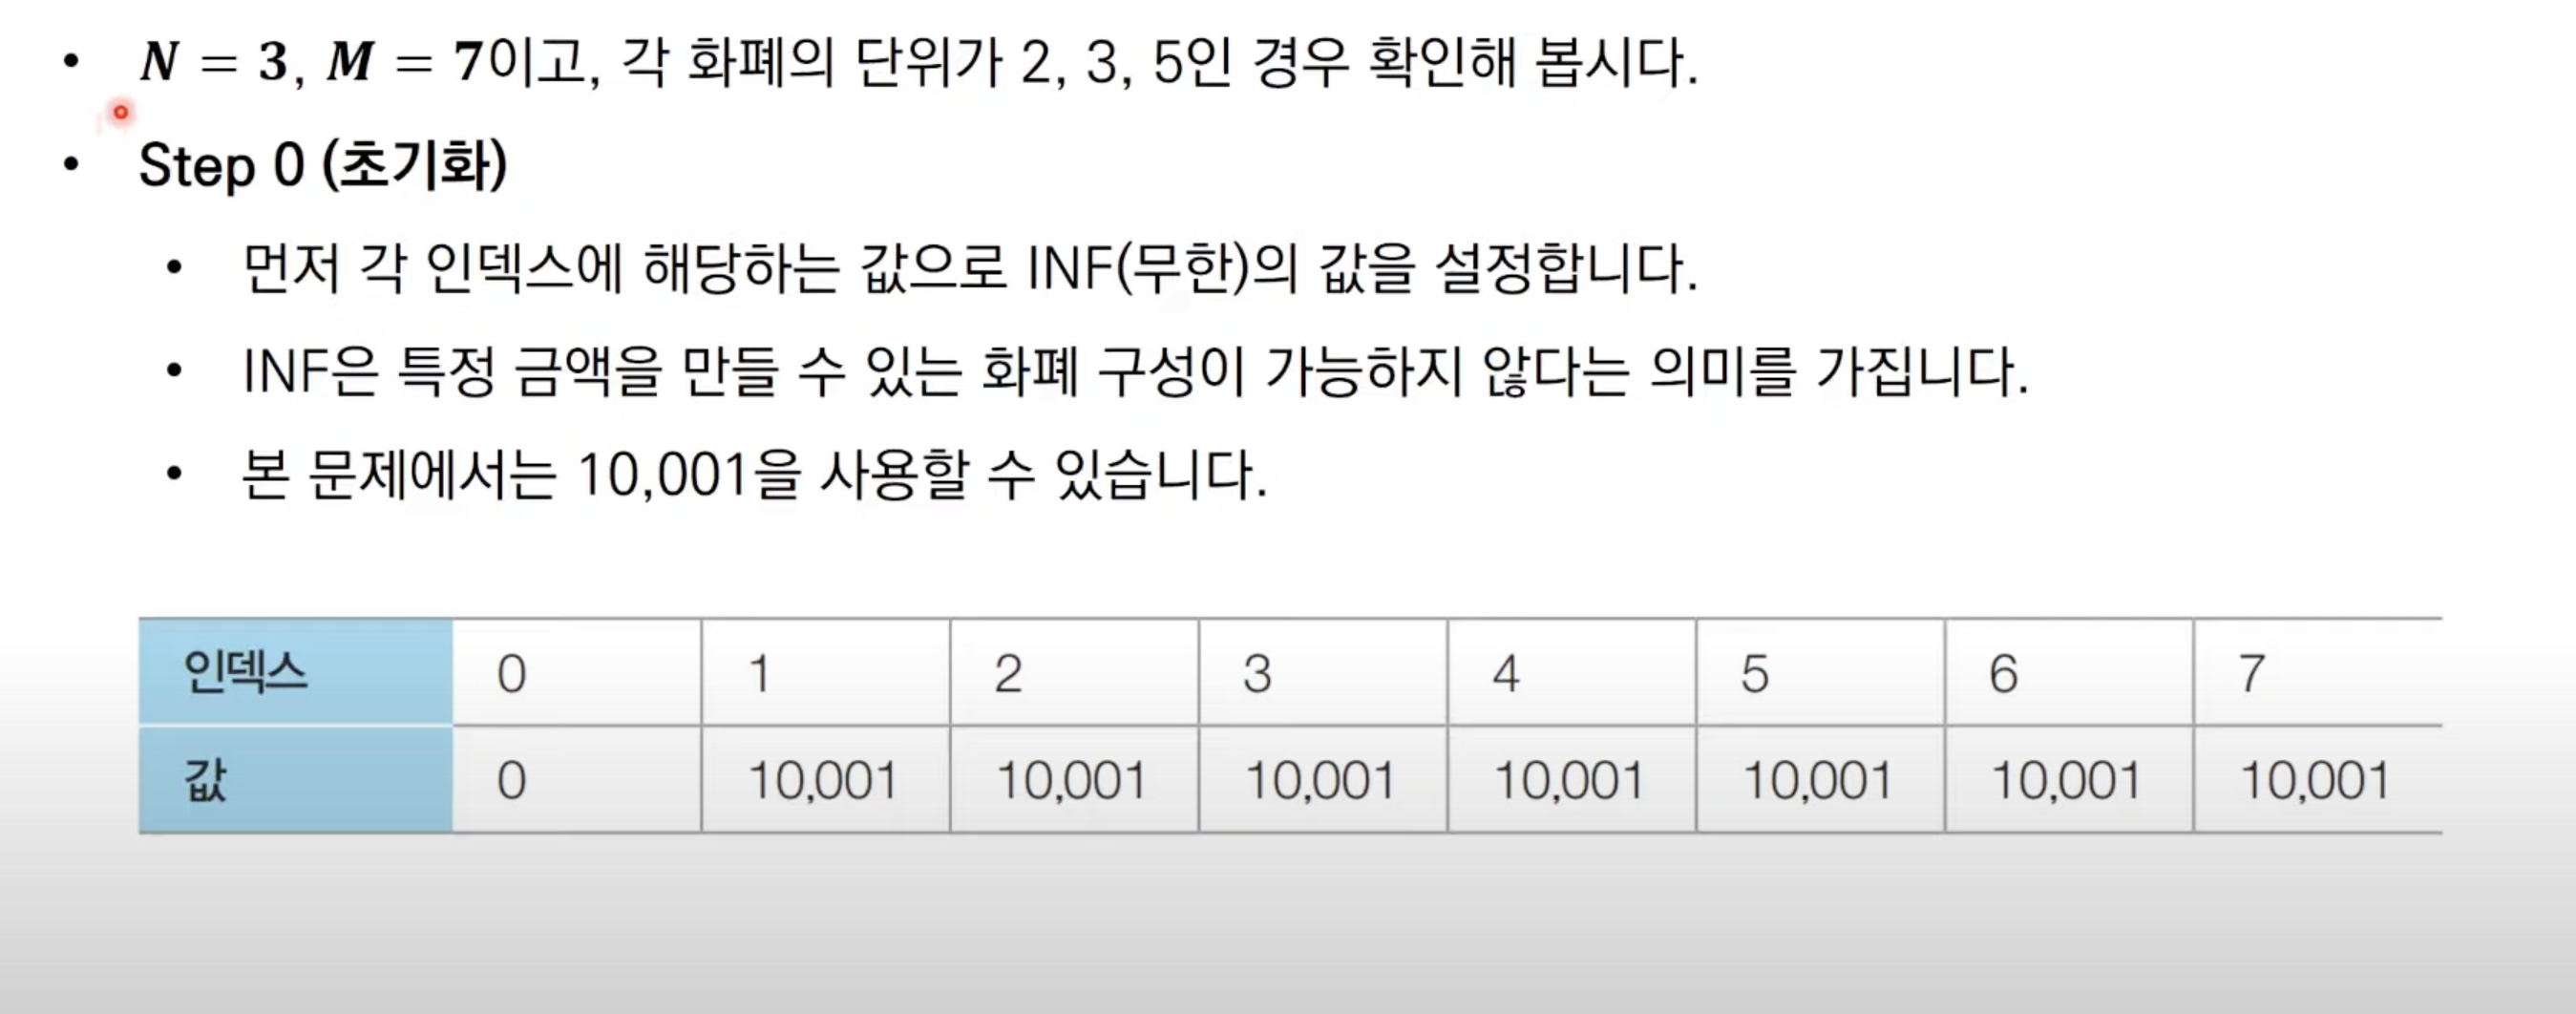 • N = 3, M = 7이고, 각 화폐의 단위가 2, 3, 5인 경우 확인해 봅시다.
• Step 0 (초기화)
• 먼저 각 인덱스에 해당하는 값으로 INF(무한)의 값을 설정합니다.
• INF은 특정 금액을 만들 수 있는 화폐 구성이 가능하지 않다는 의미를 가집니다.
• 본 문제에서는 10,001을 사용할 수 있습니다.
인덱스 0 1 2 3 4 5 6 7
값 0 10,001 10,001 10,001 10,001 10,001 10,001 10,001